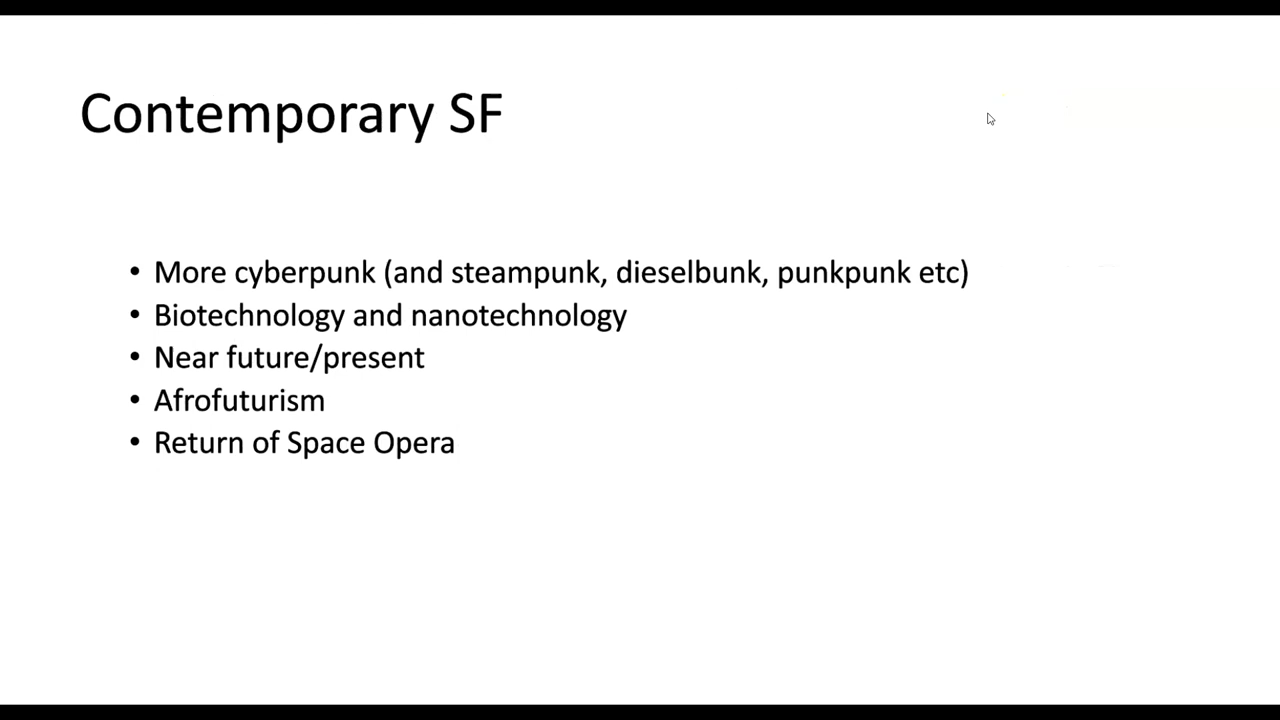 Contemporary SF
• More cyberpunk (and steampunk, dieselbunk, punkpunk etc)
• Biotechnology and nanotechnology
• Near future/present
• Afrofuturism
• Return of Space Opera